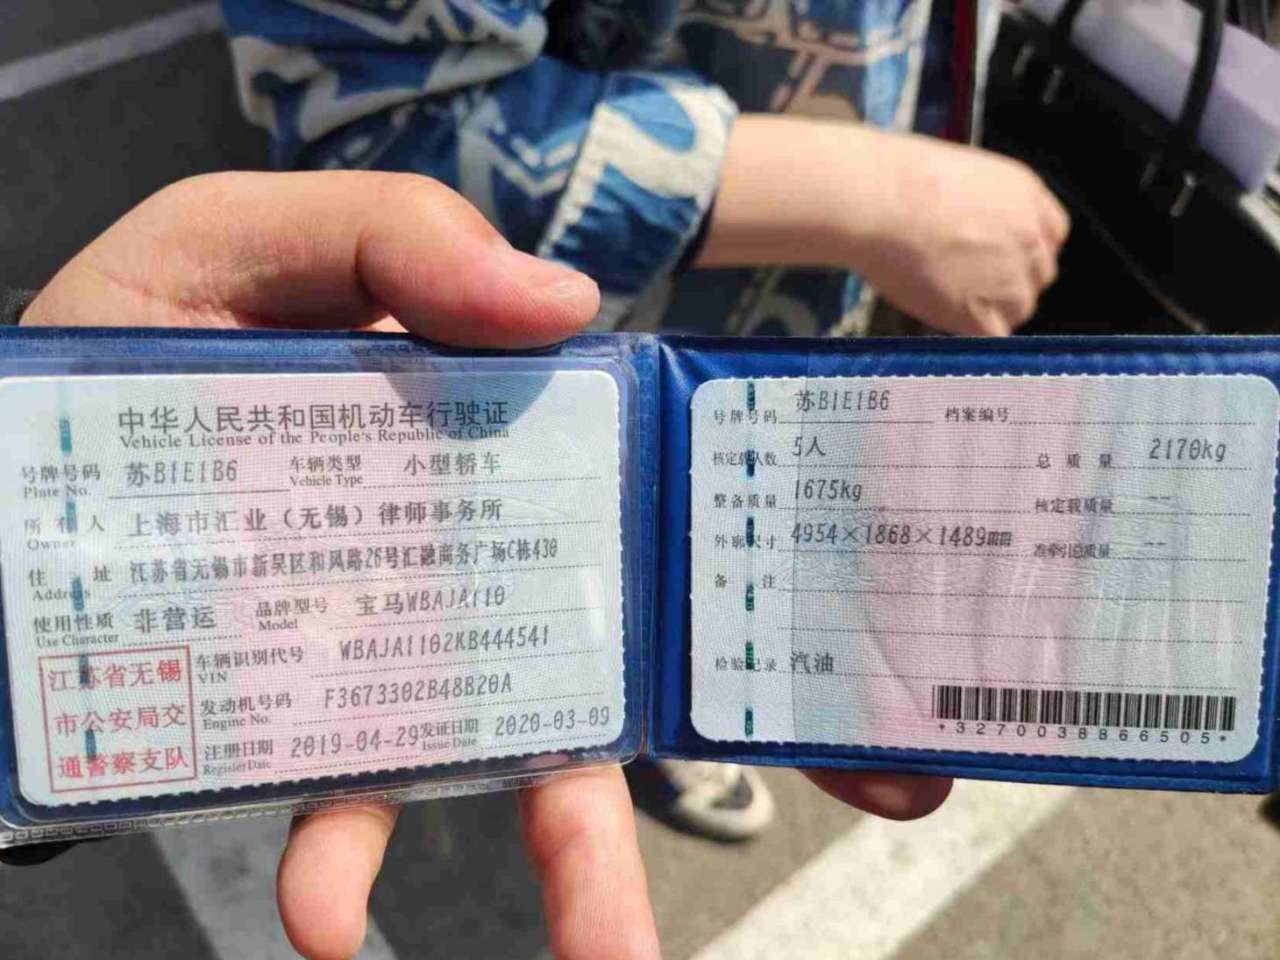 中华人民共和国机动车行驶证
Vehicle License of the People's Republic of China
号牌号码 苏B1E1B6 车辆类型 小型轿车
Plate No. Vehicle Type
所有人 上海市汇业（无锡）律师事务所
Owner
住址 江苏省无锡市新吴区和风路26号汇融商务广场C栋430
Address
使用性质 非营运 品牌型号 宝马WBAJA110
Use Character Model
车辆识别代号 WBAJA1102KB444541
VIN
发动机号码 F3673302B48B20A
Engine No.
注册日期 2019-04-29 发证日期 2020-03-09
Register Date Issue Date
江苏省无锡
市公安局交
通警察支队
号牌号码 苏B1E1B6 档案编号
核定载人数 5人 总质量 2170kg
整备质量 1675kg 核定载质量 --
外廓尺寸 4954×1868×1489mm 准牵引总质量 --
备注
检验记录 汽油
*3270038866505*